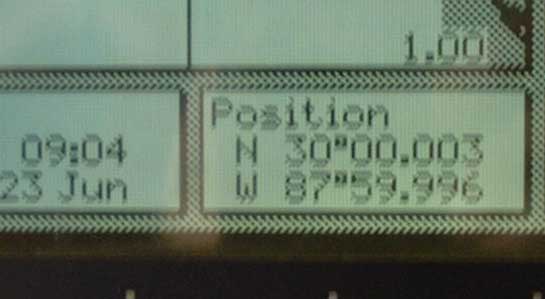 1.00
09:04
23 Jun
Position
N 30°00.003
W 87°59.996